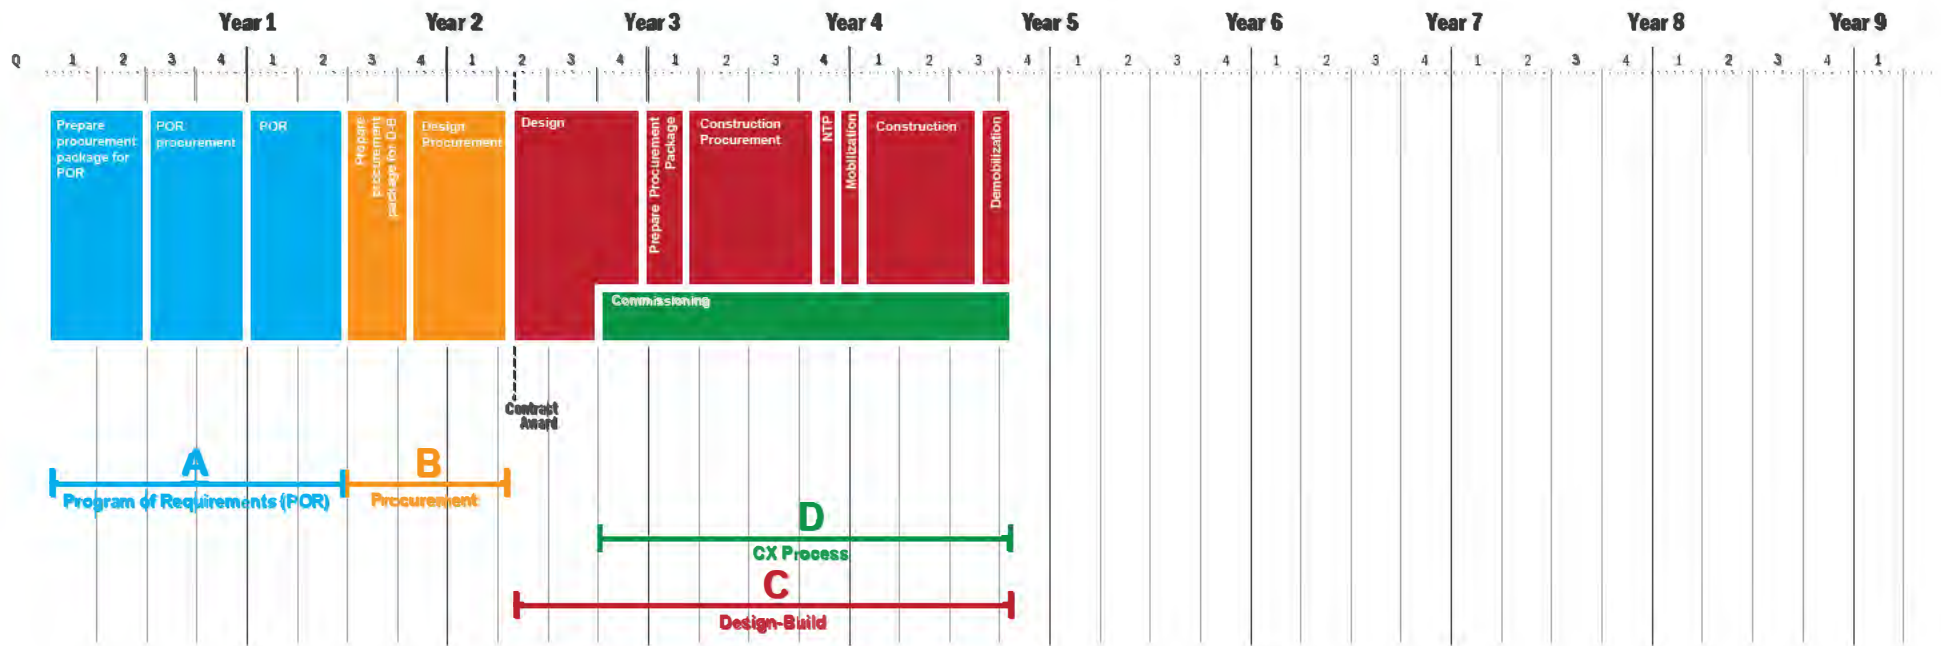 Year 1 Year 2 Year 3 Year 4 Year 5 Year 6 Year 7 Year 8 Year 9
Q 1 2 3 4 1 2 3 4 1 2 3 4 1 2 3 4 1 2 3 4 1 2 3 4 1 2 3 4 1 2 3 4 1 2 3 4 1
Prepare
procurement
package for
POR
POR
procurement
POR
Prepare
procurement
package for D-B
Design
Procurement
Design
Prepare Procurement
Package
Construction
Procurement
NTP
Mobilization
Construction
Demobilization
Commissioning
Contract
Award
A
Program of Requirements (POR)
B
Procurement
D
CX Process
C
Design-Build